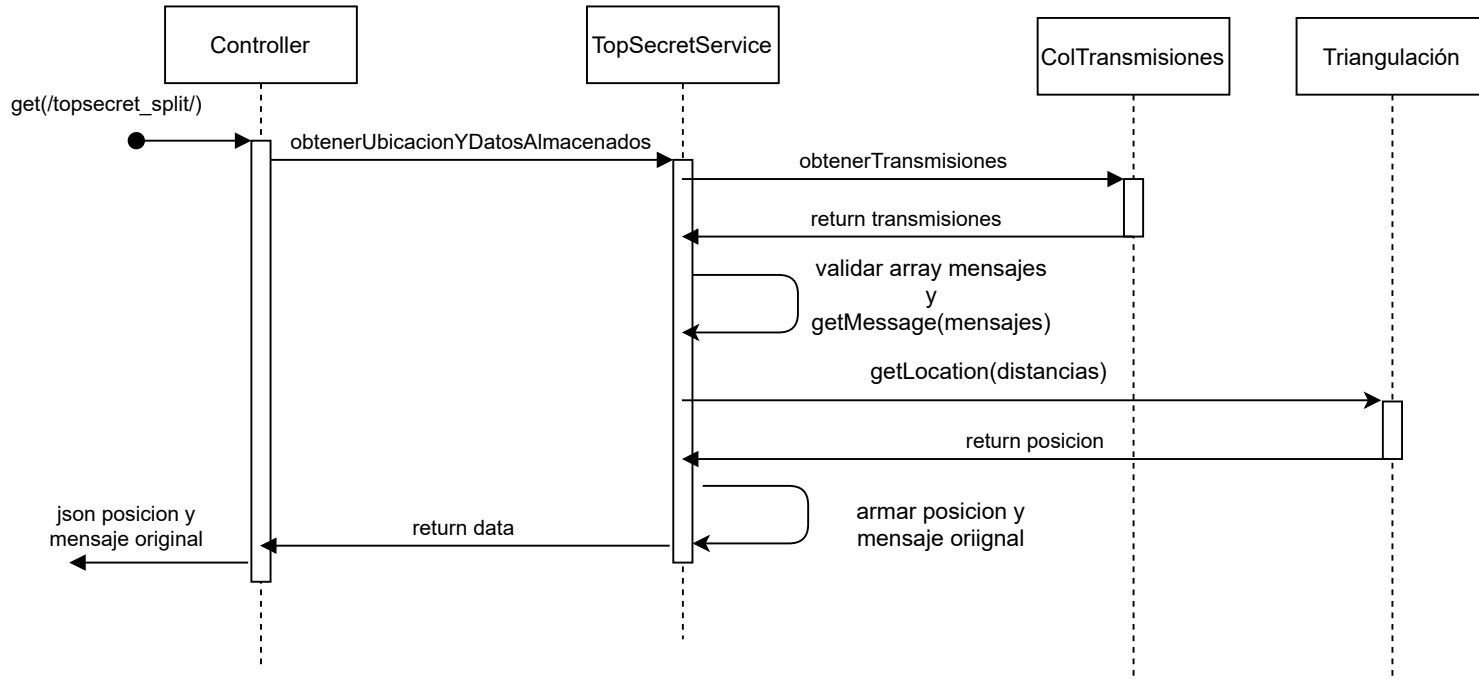 Controller
TopSecretService
ColTransmisiones
Triangulación
get(/topsecret_split/)
obtenerUbicacionYDatosAlmacenados
obtenerTransmisiones
return transmisiones
validar array mensajes
y
getMessage(mensajes)
getLocation(distancias)
return posicion
armar posicion y
mensaje oriignal
return data
json posicion y
mensaje original